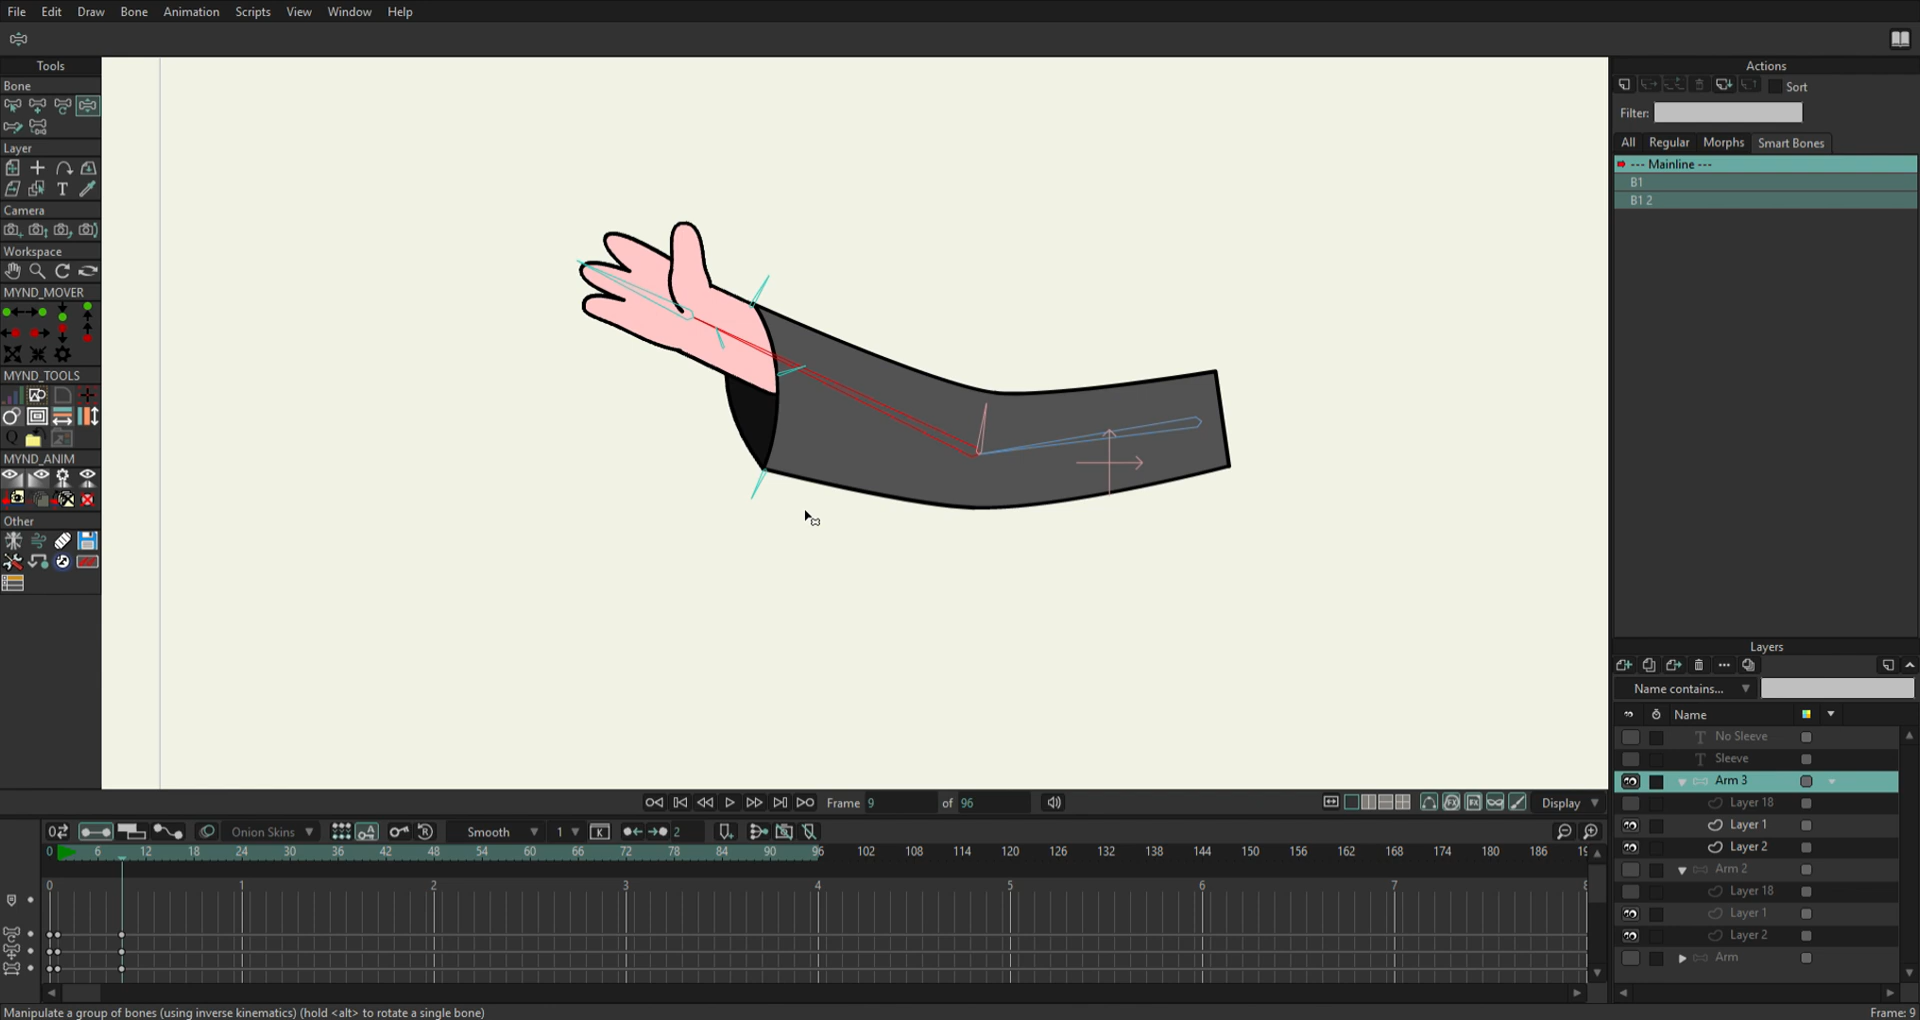 File Edit Draw Bone Animation Scripts View Window Help
Tools
Bone
Layer
T
Camera
Workspace
MYND_MOVER
MYND_TOOLS
Q
MYND_ANIM
Other
Actions
Sort
Filter:
All Regular Morphs Smart Bones
--- Mainline ---
B1
B1 2
Layers
Name contains...
Name
T No Sleeve
T Sleeve
Arm 3
Layer 18
Layer 1
Layer 2
Arm 2
Layer 18
Layer 1
Layer 2
Arm
Frame 9 of 96
Display
Onion Skins Smooth 1 K 2
0 6 12 18 24 30 36 42 48 54 60 66 72 78 84 90 96 102 108 114 120 126 132 138 144 150 156 162 168 174 180 186
0 1 2 3 4 5 6 7 8
Manipulate a group of bones (using inverse kinematics) (hold <alt> to rotate a single bone)
Frame: 9